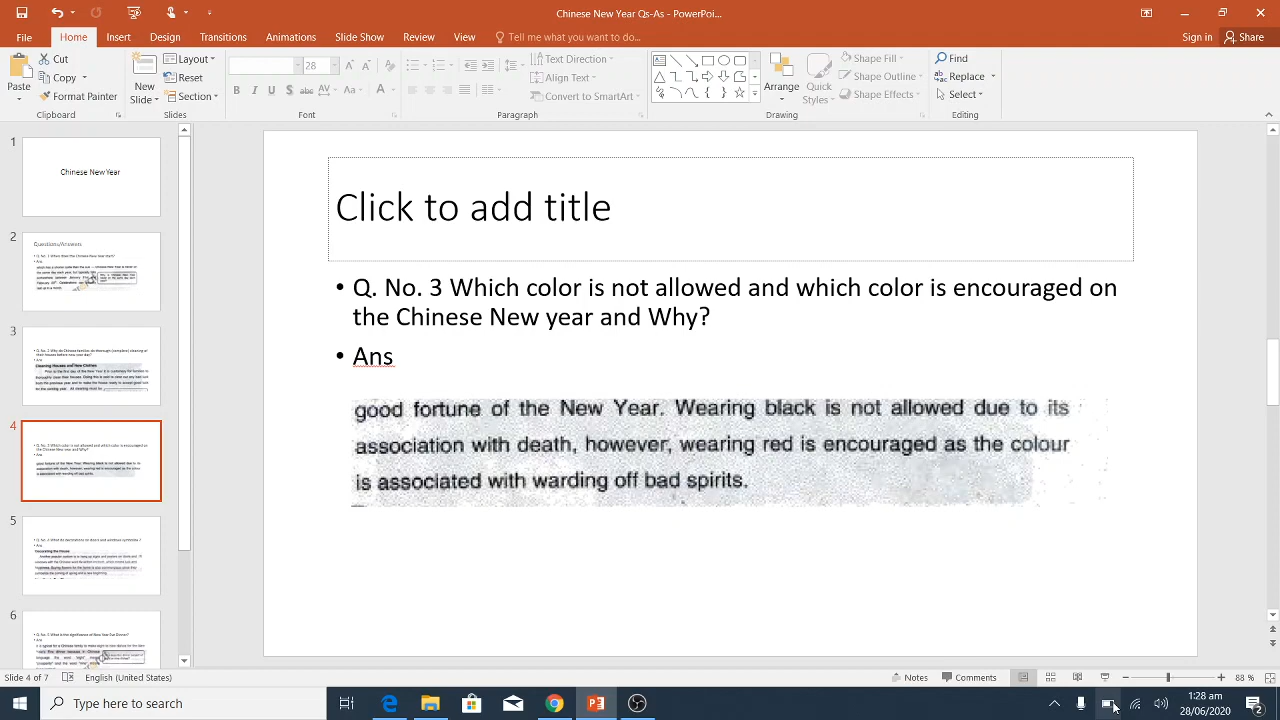 New Year Q-As - PowerPoint
File Home Insert Design Transitions Animations Slide Show Review View Tell me what you want to do... Sign in Share
Cut Layout 28 Text Direction Shape Fill Find
Paste Copy New Slide Reset Align Text Arrange Quick Styles Shape Outline Replace
Format Painter Section Convert to SmartArt Shape Effects Select
Clipboard Slides Font Paragraph Drawing Editing
1
Chinese New Year
2
Questions/Answers
3
4
5
6
Click to add title
• Q. No. 3 Which color is not allowed and which color is encouraged on
the Chinese New year and Why?
• Ans
good fortune of the New Year. Wearing black is not allowed due to its
association with death, however, wearing red is encouraged as the colour
is associated with warding off bad spirits.
Slide 4 of 7 English (United States) Notes Comments 88 %
Type here to search 1:28 am
28/06/2020